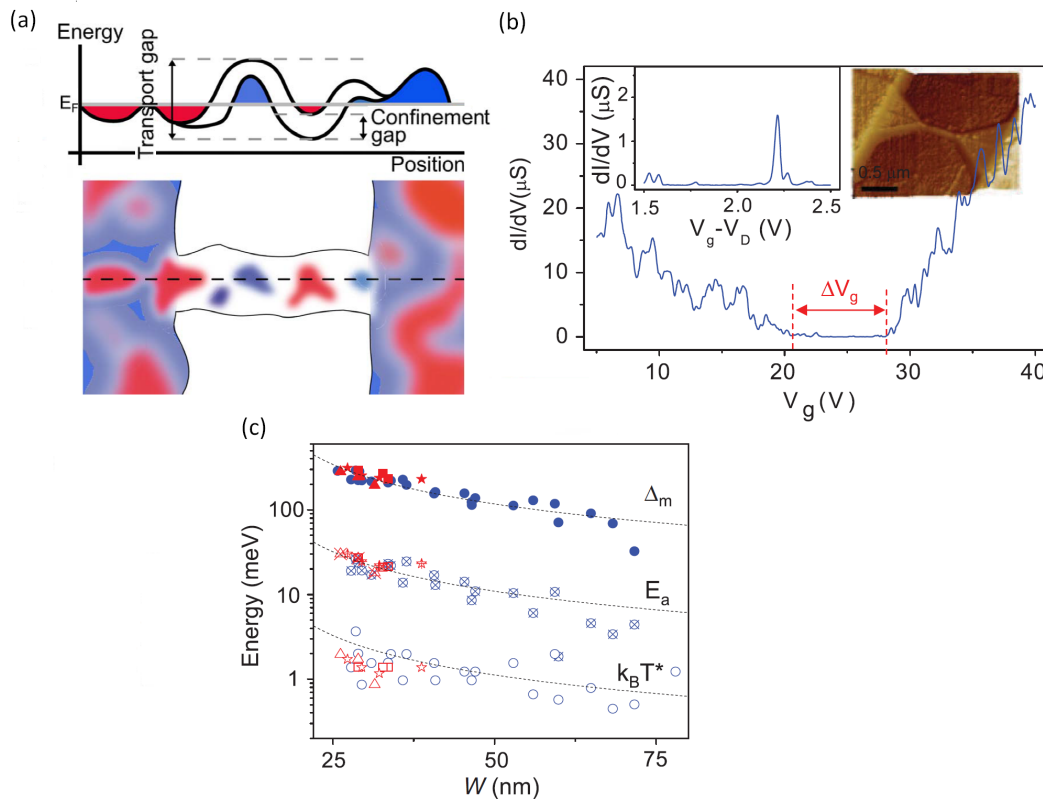 (a)
Energy
E_F
Transport gap
Confinement
gap
Position
(b)
dI/dV(μS)
40
30
20
10
0
10
20
30
40
V_g (V)
ΔV_g
dI/dV (μS)
2
1
0
1.5
2.0
2.5
V_g-V_D (V)
0.5 μm
(c)
Energy (meV)
100
10
1
25
50
75
W (nm)
Δ_m
E_a
k_BT*